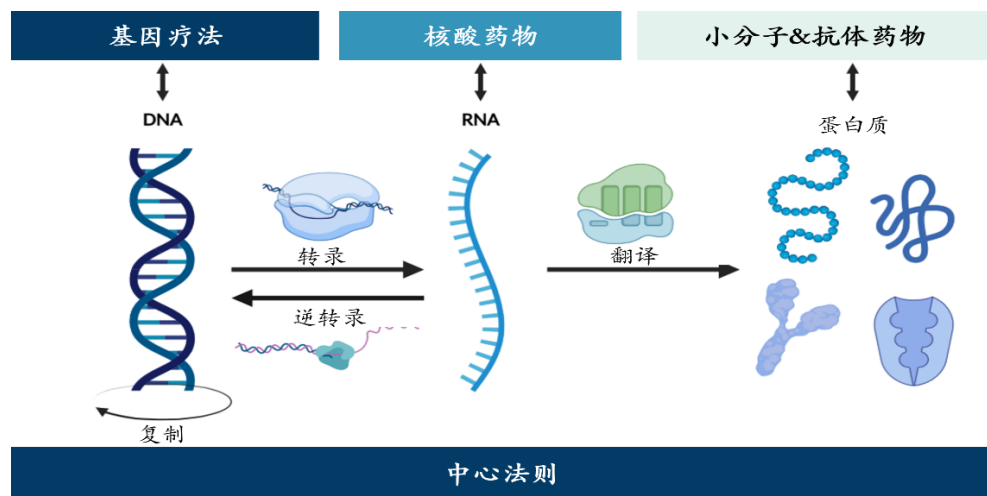 基因疗法
核酸药物
小分子&抗体药物
DNA
RNA
蛋白质
转录
翻译
逆转录
复制
中心法则